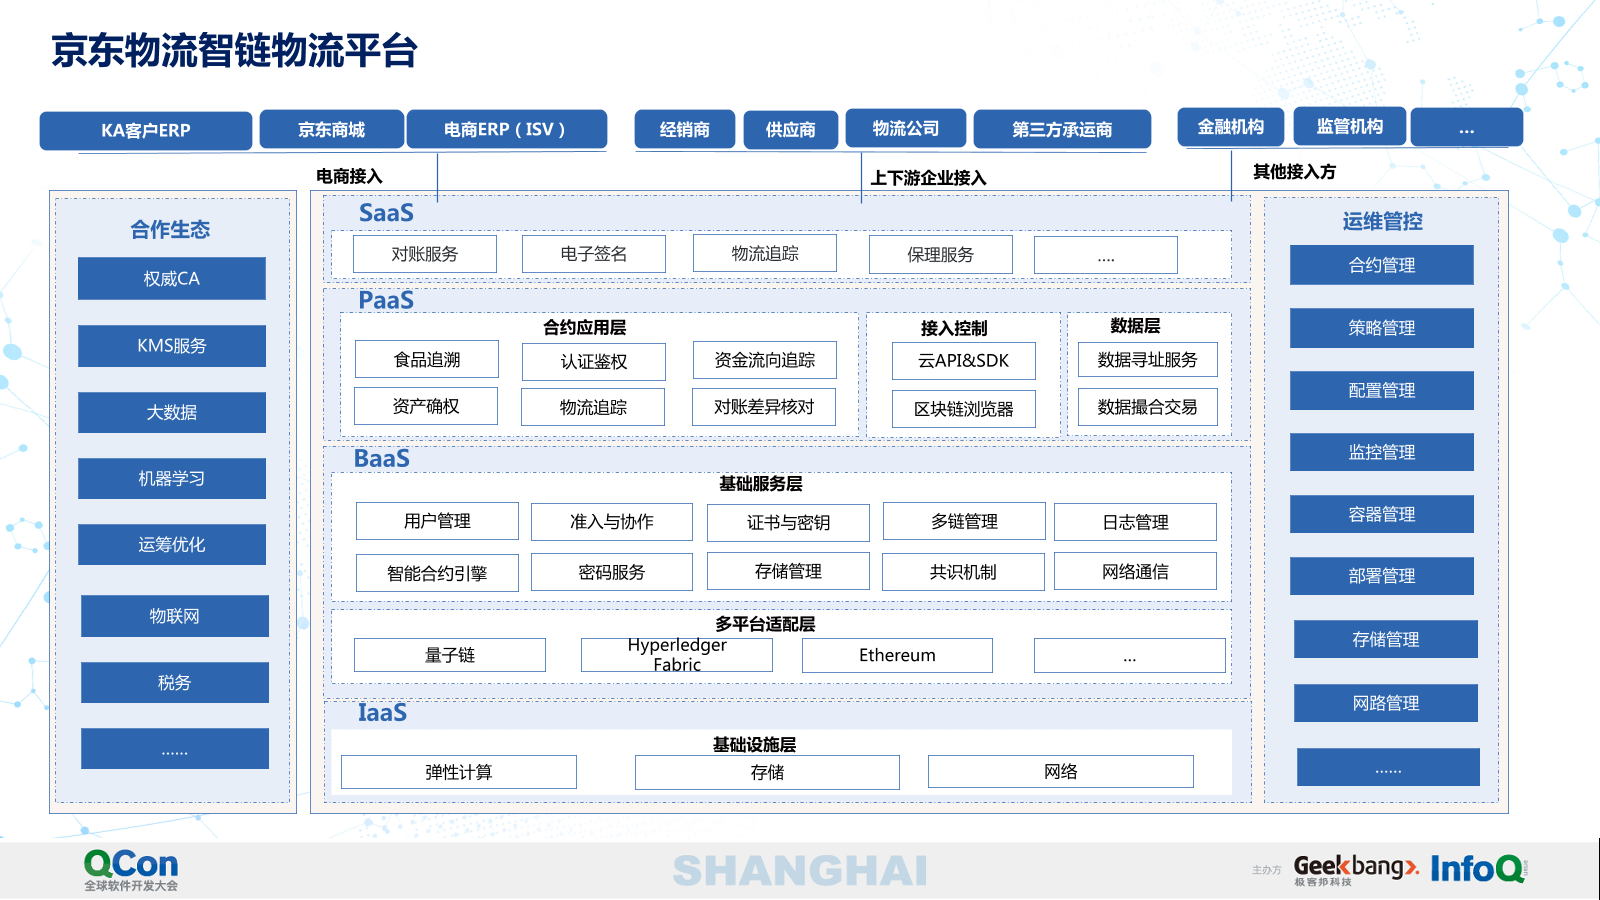 京东物流智链物流平台
KA客户ERP
京东商城
电商ERP（ISV）
经销商
供应商
物流公司
第三方承运商
金融机构
监管机构
...
电商接入
上下游企业接入
其他接入方
合作生态
权威CA
KMS服务
大数据
机器学习
运筹优化
物联网
税务
......
SaaS
对账服务
电子签名
物流追踪
保理服务
....
PaaS
合约应用层
食品追溯
认证鉴权
资金流向追踪
资产确权
物流追踪
对账差异核对
接入控制
云API&SDK
区块链浏览器
数据层
数据寻址服务
数据撮合交易
BaaS
基础服务层
用户管理
准入与协作
证书与密钥
多链管理
日志管理
智能合约引擎
密码服务
存储管理
共识机制
网络通信
多平台适配层
量子链
Hyperledger
Fabric
Ethereum
...
IaaS
基础设施层
弹性计算
存储
网络
运维管控
合约管理
策略管理
配置管理
监控管理
容器管理
部署管理
存储管理
网路管理
......
QCon
全球软件开发大会
SHANGHAI
主办方
Geekbang>.
极客邦科技
InfoQ